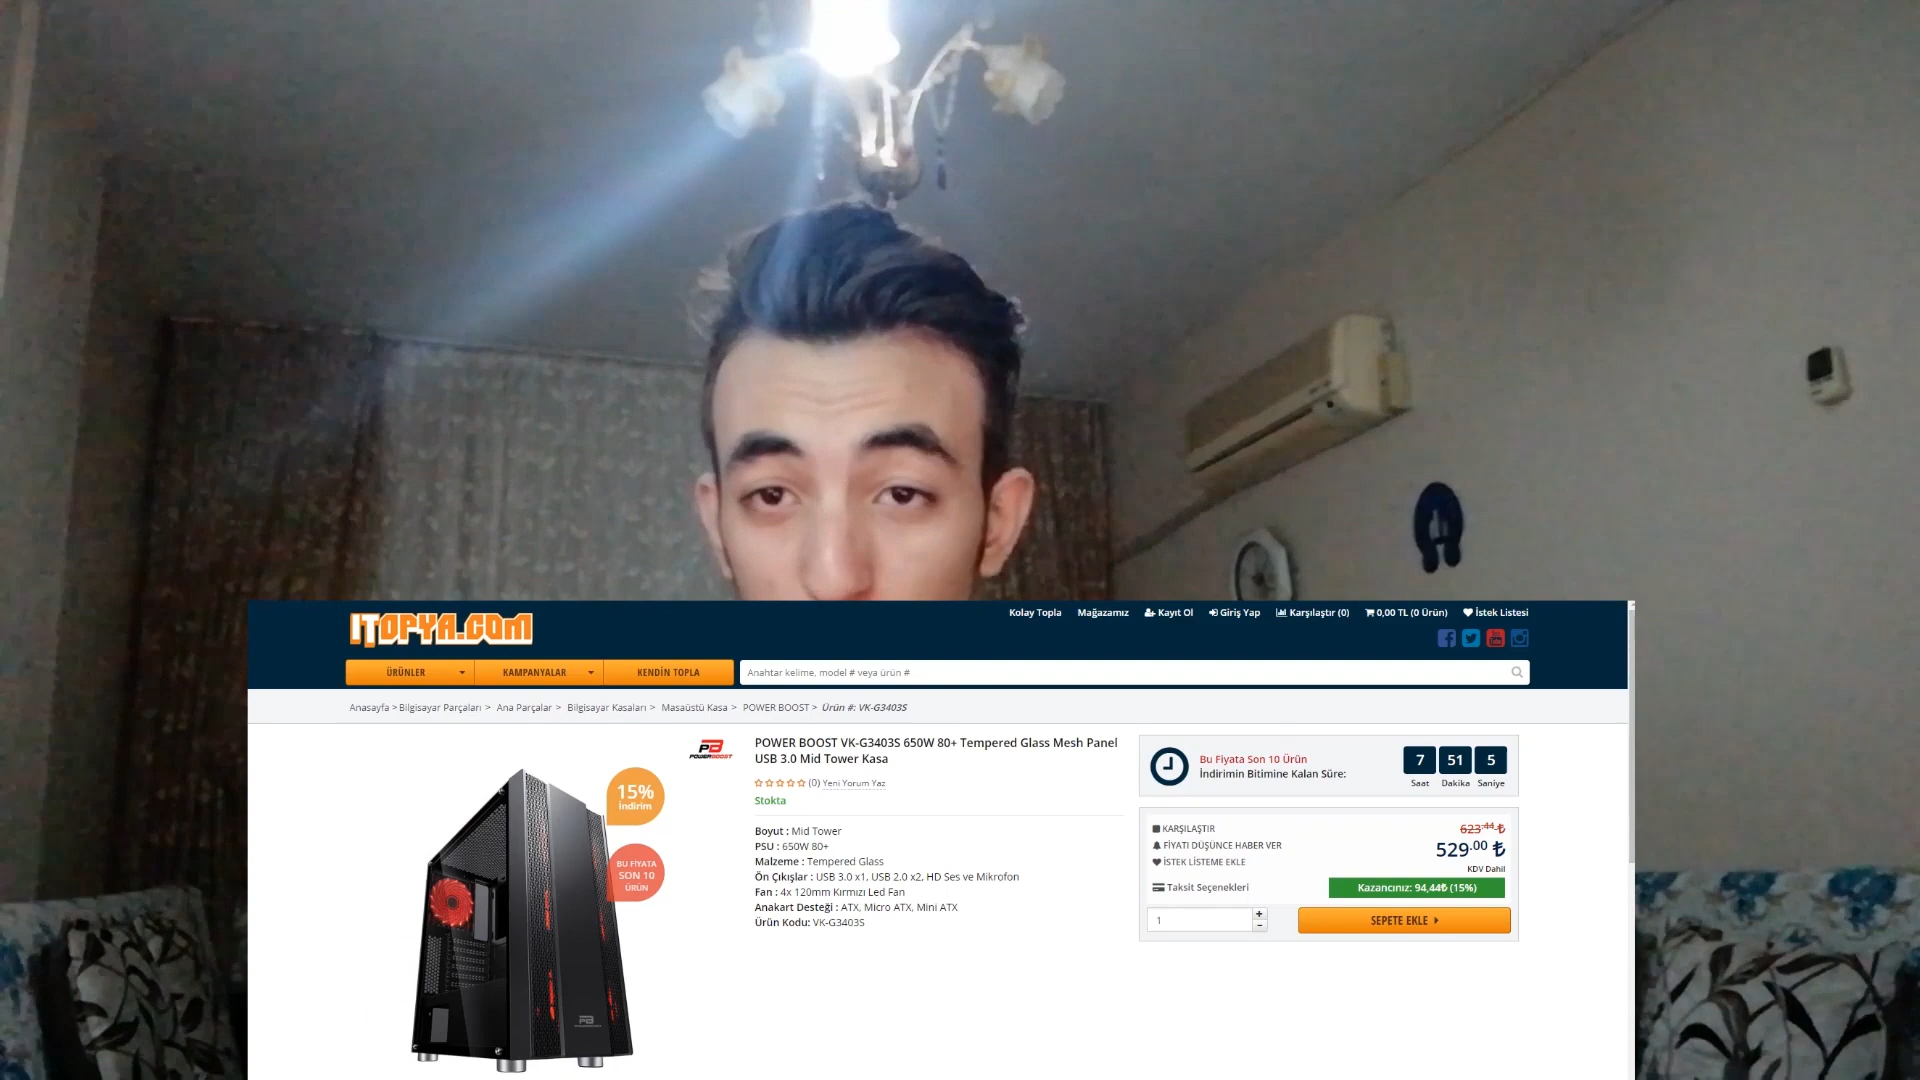 ITOPYA.COM
Kolay Topla Mağazamız Kayıt Ol Giriş Yap Karşılaştır (0) 0,00 TL (0 Ürün) İstek Listesi
ÜRÜNLER KAMPANYALAR KENDİN TOPLA Anahtar kelime, model # veya ürün #
Anasayfa > Bilgisayar Parçaları > Ana Parçalar > Bilgisayar Kasaları > Masaüstü Kasa > POWER BOOST > Ürün #: VK-G3403S
15%
İndirim
BU FİYATA
SON 10
ÜRÜN
PB
PB
POWERBOOST
POWER BOOST VK-G3403S 650W 80+ Tempered Glass Mesh Panel
USB 3.0 Mid Tower Kasa
(0) Yeni Yorum Yaz
Stokta
Boyut : Mid Tower
PSU : 650W 80+
Malzeme : Tempered Glass
Ön Çıkışlar : USB 3.0 x1, USB 2.0 x2, HD Ses ve Mikrofon
Fan : 4x 120mm Kırmızı Led Fan
Anakart Desteği : ATX, Micro ATX, Mini ATX
Ürün Kodu: VK-G3403S
Bu Fiyata Son 10 Ürün
İndirimin Bitimine Kalan Süre:
7 51 5
Saat Dakika Saniye
KARŞILAŞTIR
FİYATI DÜŞÜNCE HABER VER
İSTEK LİSTEME EKLE
Taksit Seçenekleri
623.44 ₺
529.00 ₺
KDV Dahil
Kazancınız: 94,44₺ (15%)
1
+
−
SEPETE EKLE